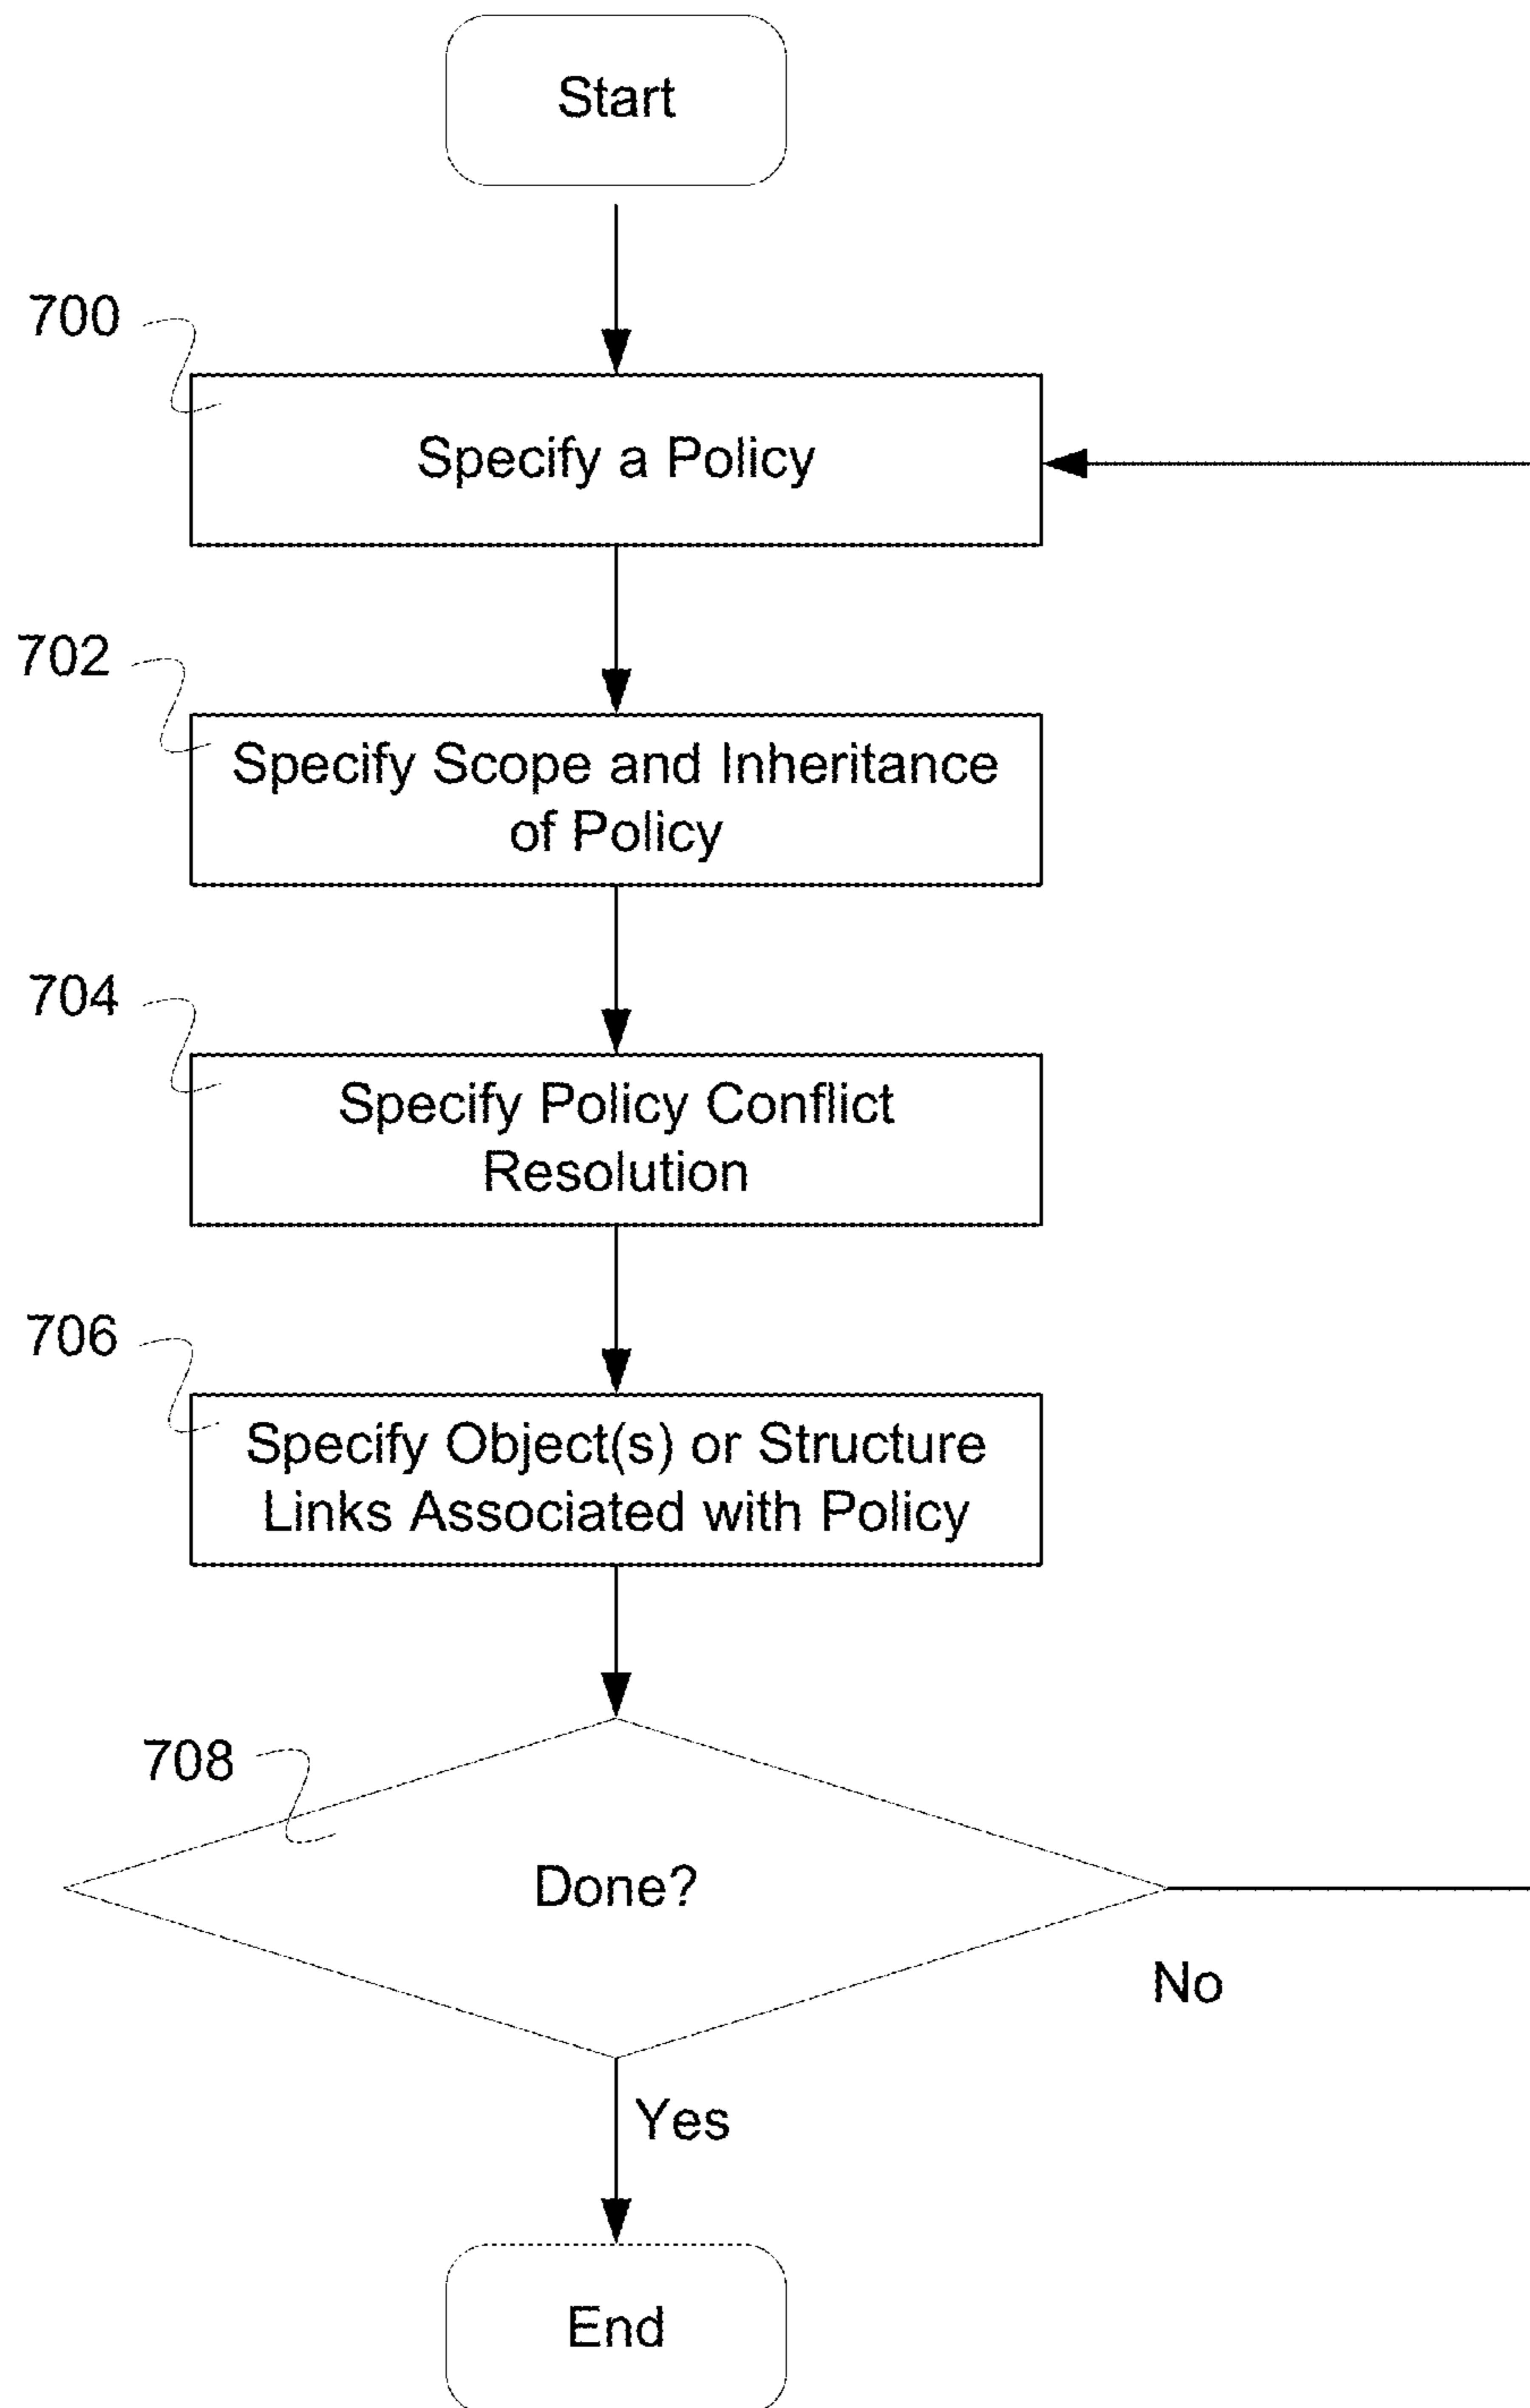 Start
700
Specify a Policy
702
Specify Scope and Inheritance
of Policy
704
Specify Policy Conflict
Resolution
706
Specify Object(s) or Structure
Links Associated with Policy
708
Done?
No
Yes
End